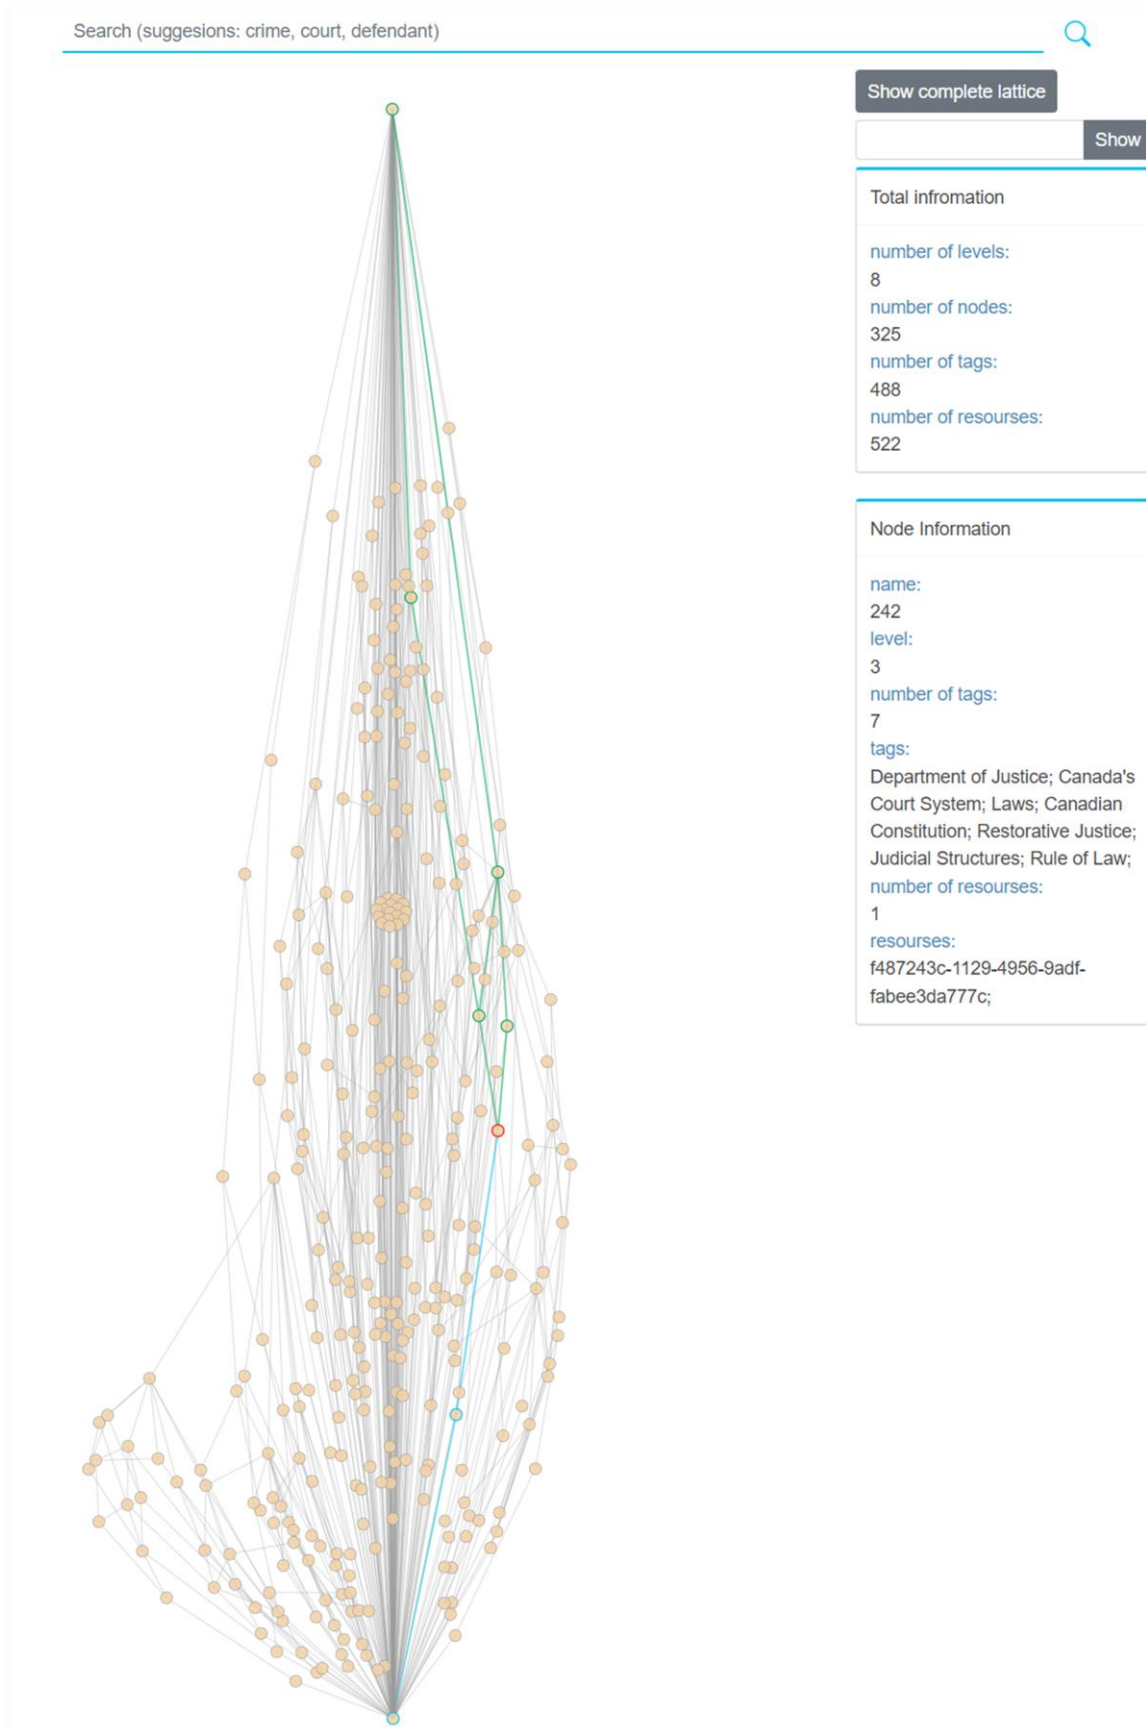 Search (suggesions: crime, court, defendant)
Show complete lattice
Show
Total infromation
number of levels:
8
number of nodes:
325
number of tags:
488
number of resourses:
522
Node Information
name:
242
level:
3
number of tags:
7
tags:
Department of Justice; Canada's
Court System; Laws; Canadian
Constitution; Restorative Justice;
Judicial Structures; Rule of Law;
number of resourses:
1
resourses:
f487243c-1129-4956-9adf-
fabee3da777c;